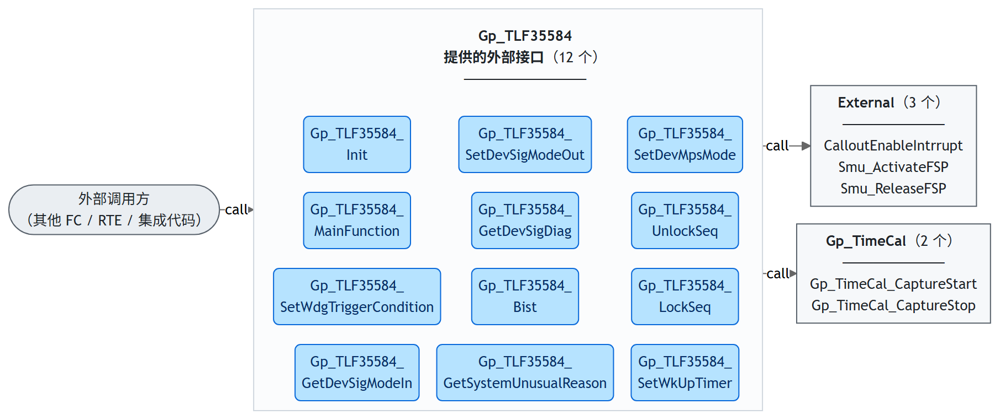 Gp_TLF35584
提供的外部接口（12 个）
Gp_TLF35584_
Init
Gp_TLF35584_
SetDevSigModeOut
Gp_TLF35584_
SetDevMpsMode
Gp_TLF35584_
MainFunction
Gp_TLF35584_
GetDevSigDiag
Gp_TLF35584_
UnlockSeq
Gp_TLF35584_
SetWdgTriggerCondition
Gp_TLF35584_
Bist
Gp_TLF35584_
LockSeq
Gp_TLF35584_
GetDevSigModeIn
Gp_TLF35584_
GetSystemUnusualReason
Gp_TLF35584_
SetWkUpTimer
外部调用方
（其他 FC / RTE / 集成代码）
call
call
External（3 个）
CalloutEnableIntrrupt
Smu_ActivateFSP
Smu_ReleaseFSP
call
Gp_TimeCal（2 个）
Gp_TimeCal_CaptureStart
Gp_TimeCal_CaptureStop